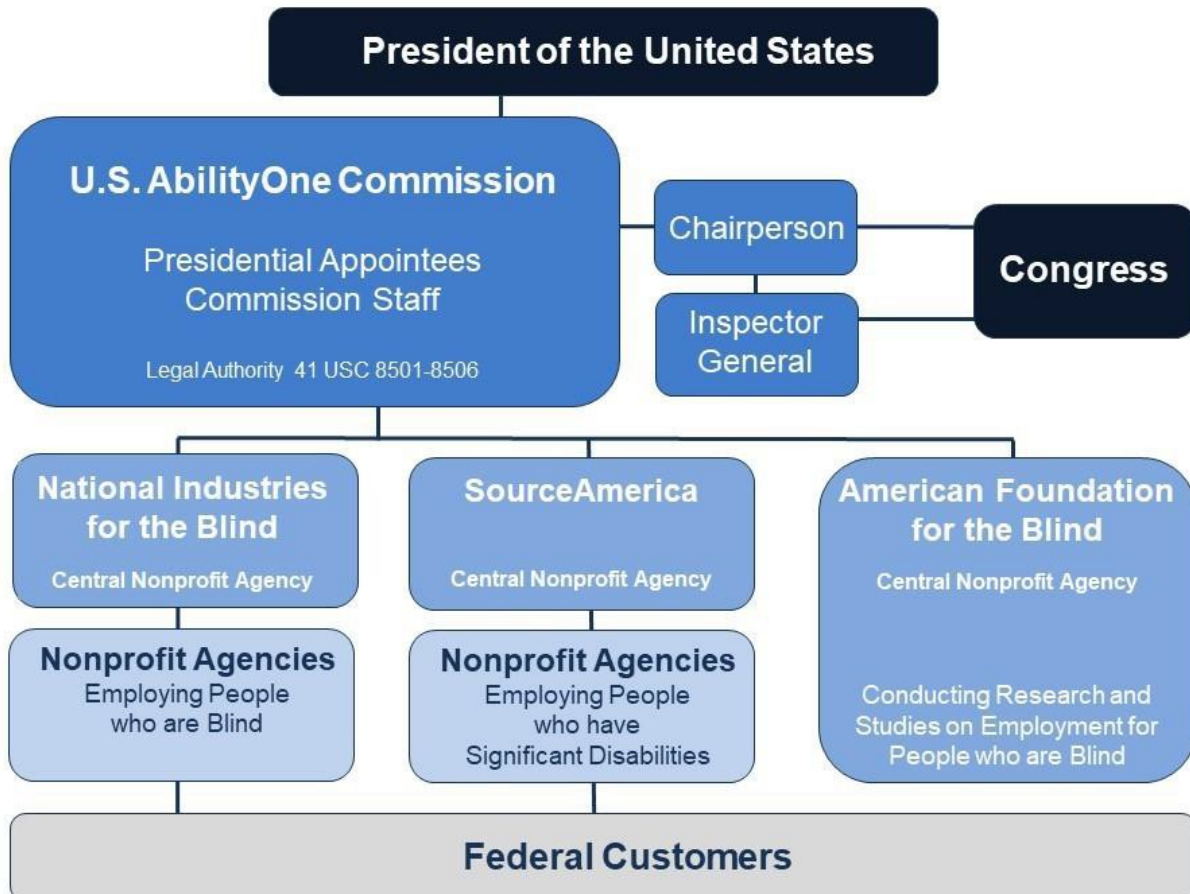 President of the United States
U.S. AbilityOne Commission
Presidential Appointees
Commission Staff
Legal Authority 41 USC 8501-8506
Chairperson
Inspector
General
Congress
National Industries
for the Blind
Central Nonprofit Agency
SourceAmerica
Central Nonprofit Agency
American Foundation
for the Blind
Central Nonprofit Agency
Conducting Research and
Studies on Employment for
People who are Blind
Nonprofit Agencies
Employing People
who are Blind
Nonprofit Agencies
Employing People
who have
Significant Disabilities
Federal Customers